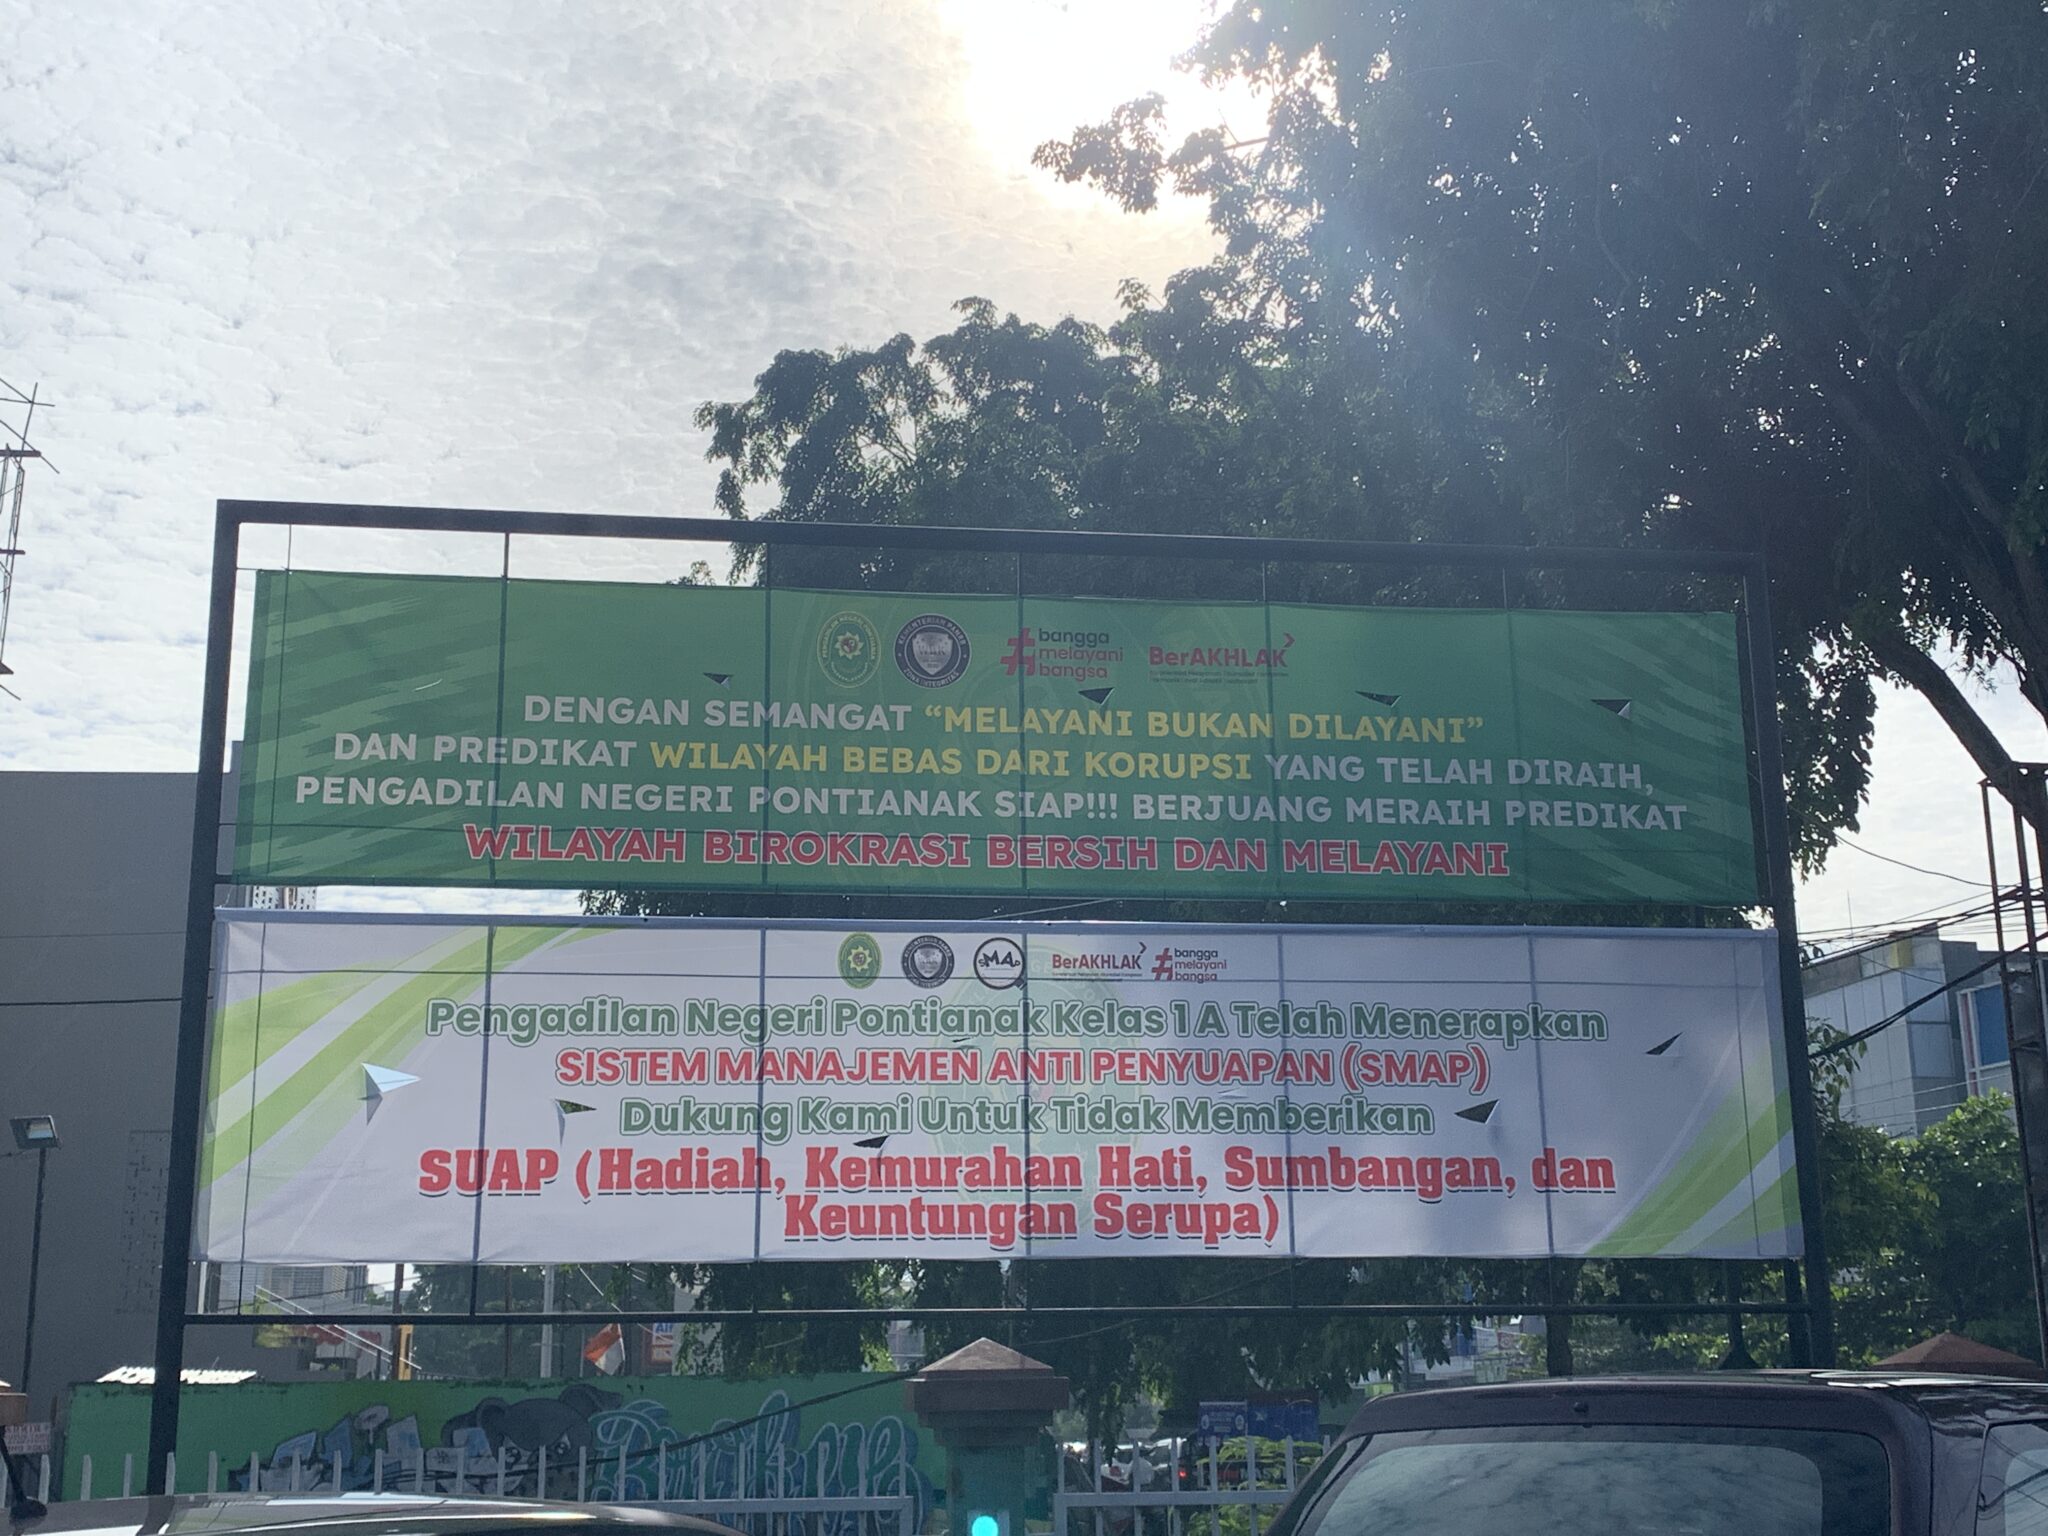 bangga
melayani
bangsa
BerAKHLAK
DENGAN SEMANGAT “MELAYANI BUKAN DILAYANI”
DAN PREDIKAT WILAYAH BEBAS DARI KORUPSI YANG TELAH DIRAIH,
PENGADILAN NEGERI PONTIANAK SIAP!!! BERJUANG MERAIH PREDIKAT
WILAYAH BIROKRASI BERSIH DAN MELAYANI
SMAP
BerAKHLAK
bangga
melayani
bangsa
Pengadilan Negeri Pontianak Kelas 1 A Telah Menerapkan
SISTEM MANAJEMEN ANTI PENYUAPAN (SMAP)
Dukung Kami Untuk Tidak Memberikan
SUAP (Hadiah, Kemurahan Hati, Sumbangan, dan
Keuntungan Serupa)